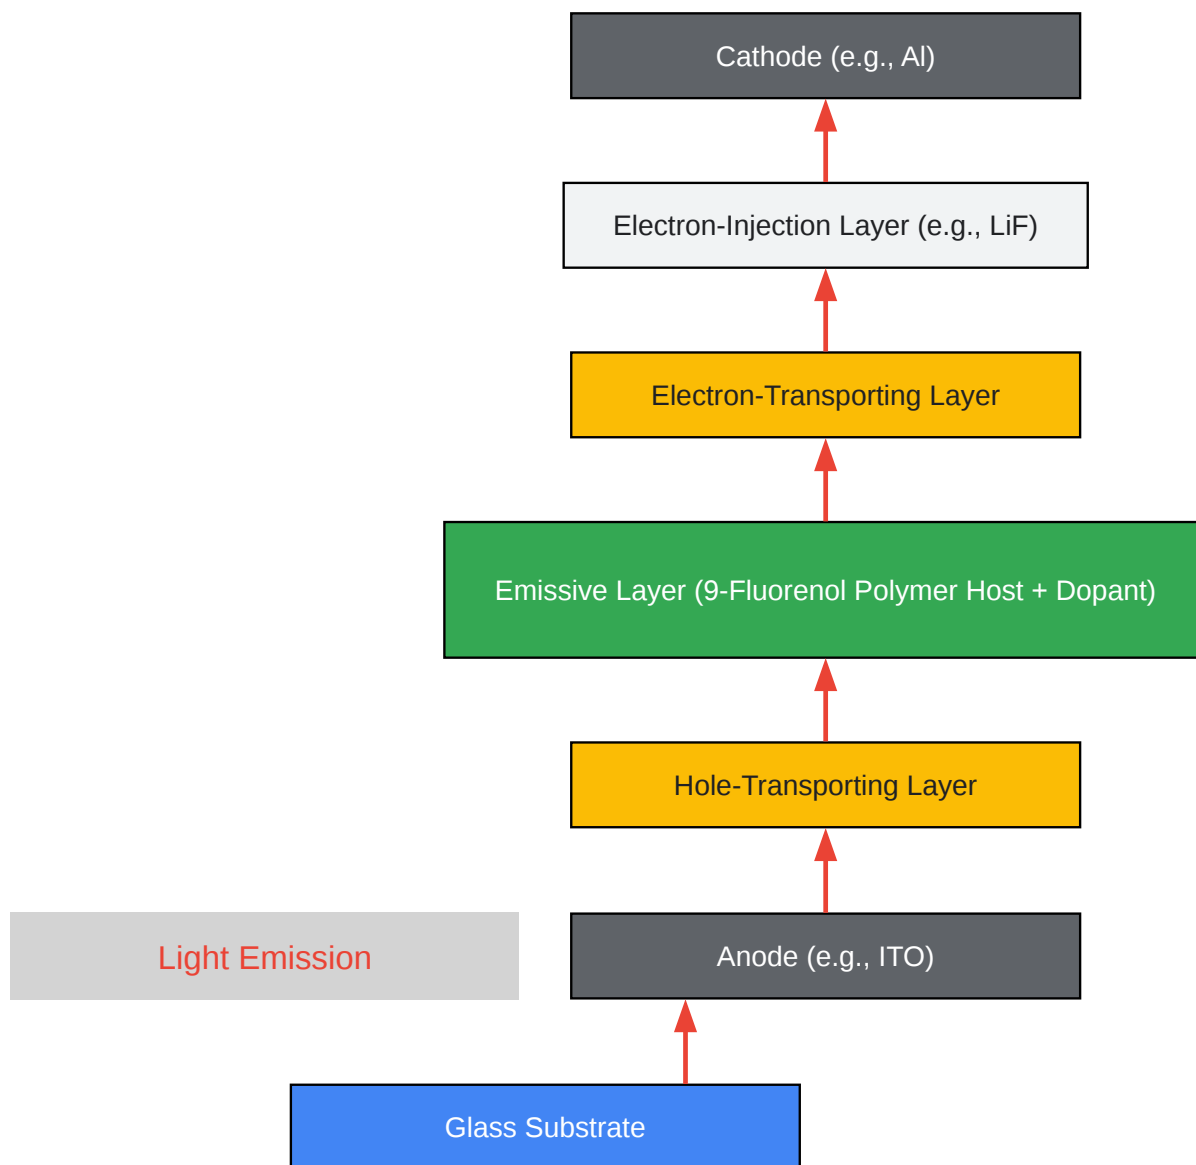 Cathode (e.g., Al)
Electron-Injection Layer (e.g., LiF)
Electron-Transporting Layer
Emissive Layer (9-Fluorenol Polymer Host + Dopant)
Hole-Transporting Layer
Light Emission
Anode (e.g., ITO)
Glass Substrate